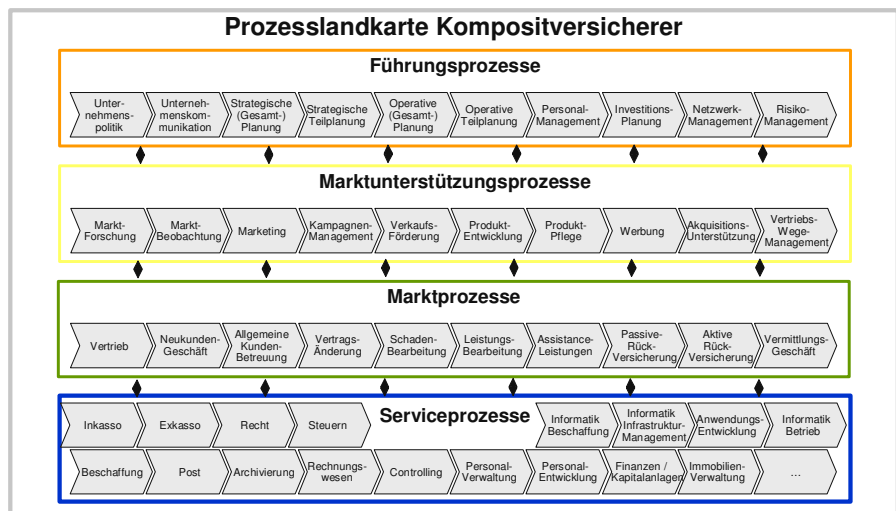 Prozesslandkarte Kompositversicherer
Führungsprozesse
Unter-
nehmens-
politik
Unterneh-
menskom-
munikation
Strategische
(Gesamt-)
Planung
Strategische
Teilplanung
Operative
(Gesamt-)
Planung
Operative
Teilplanung
Personal-
Management
Investitions-
Planung
Netzwerk-
Management
Risiko-
Management
Marktunterstützungsprozesse
Markt-
Forschung
Markt-
Beobachtung
Marketing
Kampagnen-
Management
Verkaufs-
Förderung
Produkt-
Entwicklung
Produkt-
Pflege
Werbung
Akquisitions-
Unterstützung
Vertriebs-
Wege-
Management
Marktprozesse
Vertrieb
Neukunden-
Geschäft
Allgemeine
Kunden-
Betreuung
Vertrags-
Änderung
Schaden-
Bearbeitung
Leistungs-
Bearbeitung
Assistance-
Leistungen
Passive-
Rück-
Versicherung
Aktive
Rück-
Versicherung
Vermittlungs-
Geschäft
Serviceprozesse
Inkasso
Exkasso
Recht
Steuern
Informatik
Beschaffung
Informatik
Infrastruktur-
Management
Anwendungs-
Entwicklung
Informatik
Betrieb
Beschaffung
Post
Archivierung
Rechnungs-
wesen
Controlling
Personal-
Verwaltung
Personal-
Entwicklung
Finanzen /
Kapitalanlagen
Immobilien-
Verwaltung
...